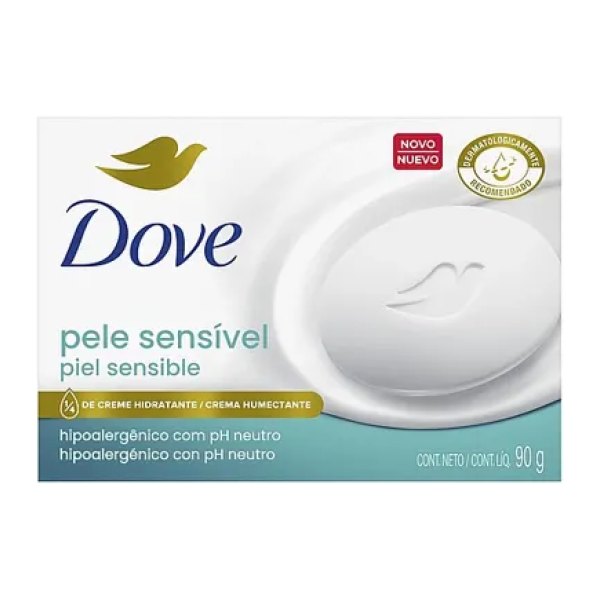 Dove
NOVO
NUEVO
DERMATOLOGICAMENTE
RECOMENDADO
pele sensível
piel sensible
1/4 DE CREME HIDRATANTE / CREMA HUMECTANTE
hipoalergênico com pH neutro
hipoalergénico con pH neutro
CONT. NETO / CONT. LÍQ. 90 g